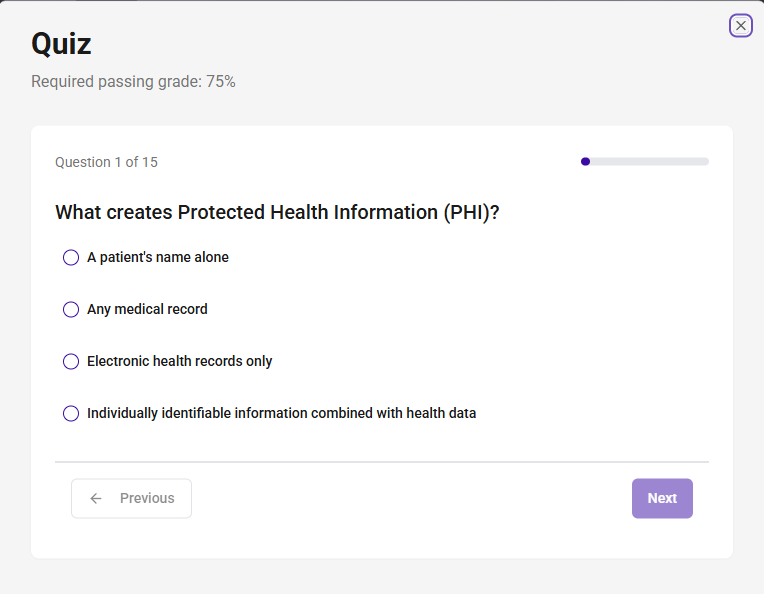 Quiz
Required passing grade: 75%
Question 1 of 15
What creates Protected Health Information (PHI)?
A patient's name alone
Any medical record
Electronic health records only
Individually identifiable information combined with health data
Previous
Next